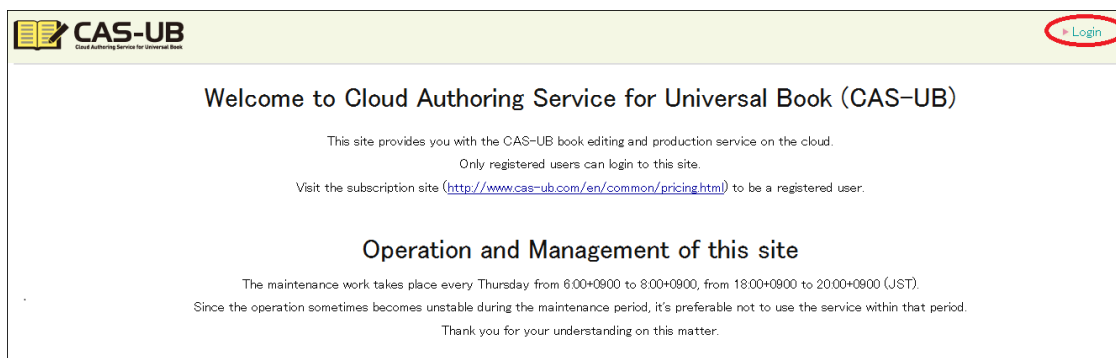 CAS-UB
Cloud Authoring Service for Universal Book
Login
Welcome to Cloud Authoring Service for Universal Book (CAS-UB)
This site provides you with the CAS-UB book editing and production service on the cloud.
Only registered users can login to this site.
Visit the subscription site (http://www.cas-ub.com/en/common/pricing.html) to be a registered user.
Operation and Management of this site
The maintenance work takes place every Thursday from 6:00+0900 to 8:00+0900, from 18:00+0900 to 20:00+0900 (JST).
Since the operation sometimes becomes unstable during the maintenance period, it's preferable not to use the service within that period.
Thank you for your understanding on this matter.